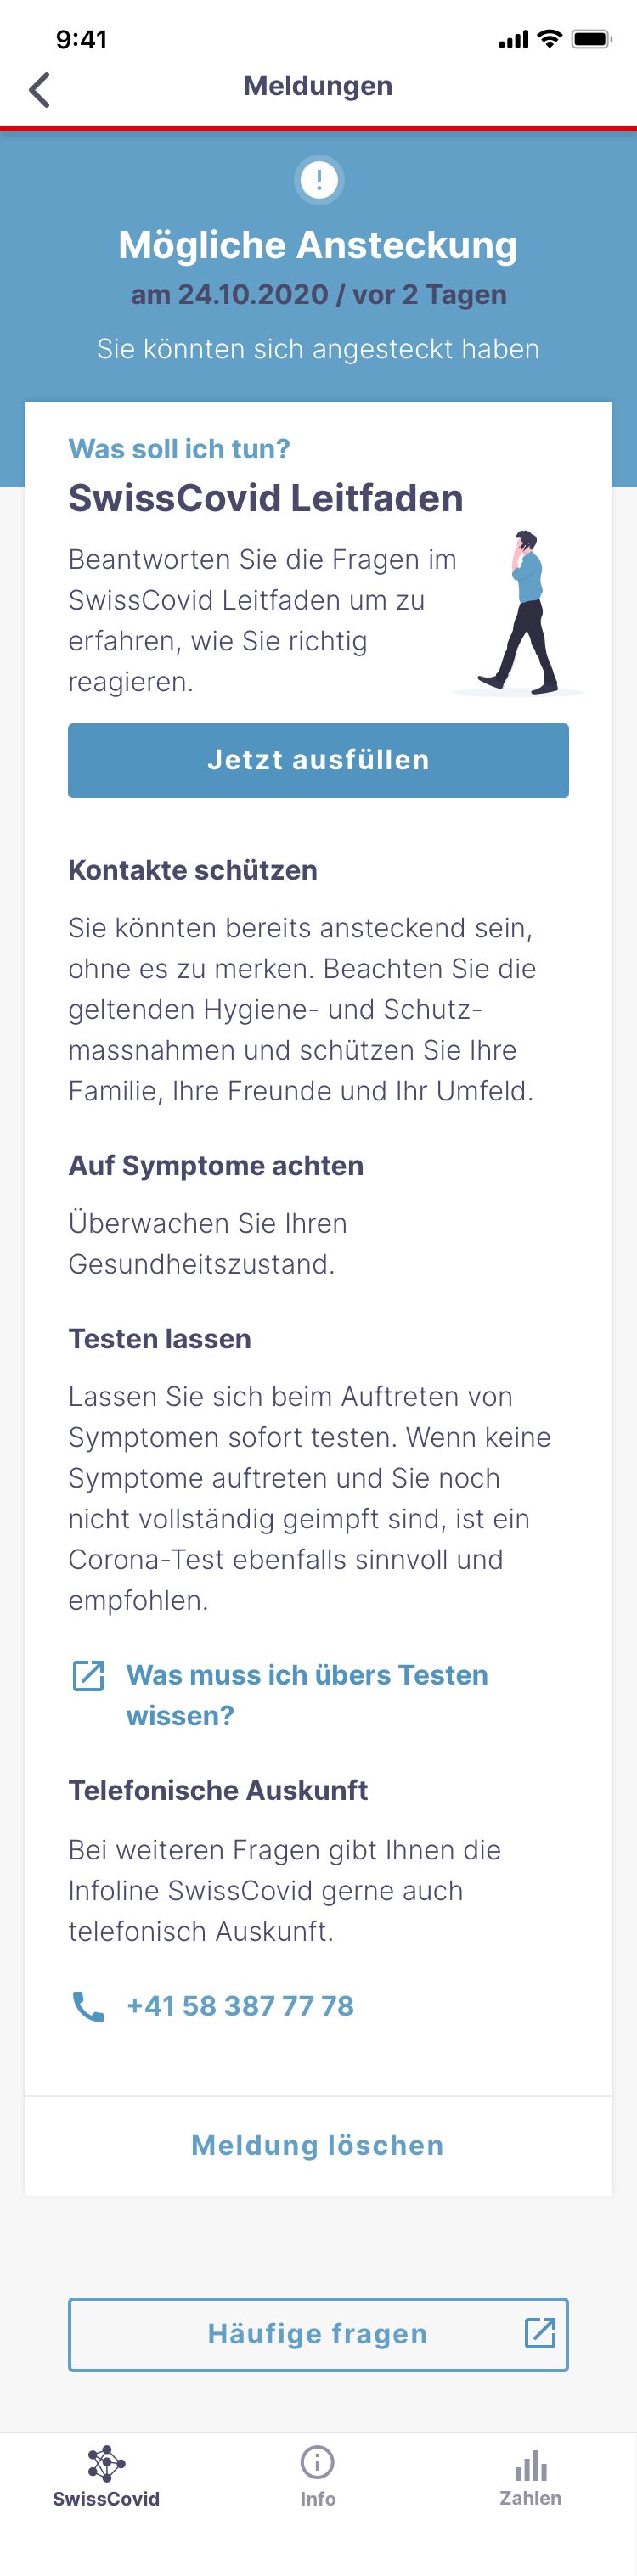 9:41
Meldungen
Mögliche Ansteckung
am 24.10.2020 / vor 2 Tagen
Sie könnten sich angesteckt haben
Was soll ich tun?
SwissCovid Leitfaden
Beantworten Sie die Fragen im
SwissCovid Leitfaden um zu
erfahren, wie Sie richtig
reagieren.
Jetzt ausfüllen
Kontakte schützen
Sie könnten bereits ansteckend sein,
ohne es zu merken. Beachten Sie die
geltenden Hygiene- und Schutz-
massnahmen und schützen Sie Ihre
Familie, Ihre Freunde und Ihr Umfeld.
Auf Symptome achten
Überwachen Sie Ihren
Gesundheitszustand.
Testen lassen
Lassen Sie sich beim Auftreten von
Symptomen sofort testen. Wenn keine
Symptome auftreten und Sie noch
nicht vollständig geimpft sind, ist ein
Corona-Test ebenfalls sinnvoll und
empfohlen.
Was muss ich übers Testen
wissen?
Telefonische Auskunft
Bei weiteren Fragen gibt Ihnen die
Infoline SwissCovid gerne auch
telefonisch Auskunft.
+41 58 387 77 78
Meldung löschen
Häufige fragen
SwissCovid
Info
Zahlen